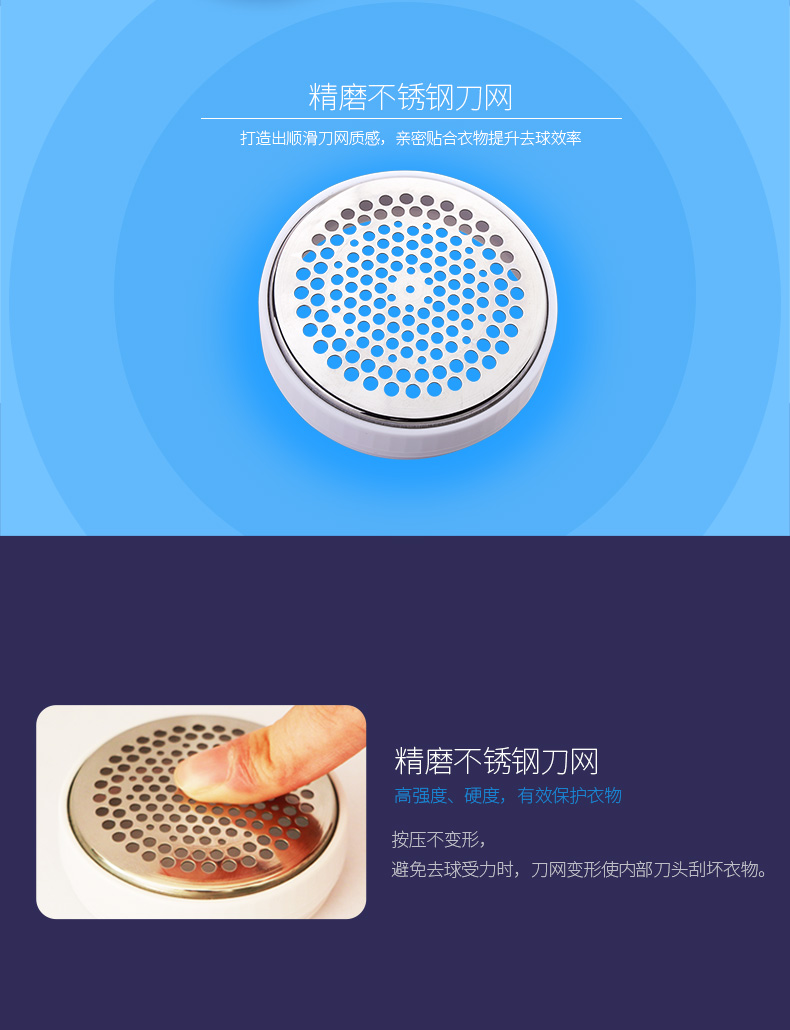 精磨不锈钢刀网
打造出顺滑刀网质感，亲密贴合衣物提升去球效率
精磨不锈钢刀网
高强度、硬度，有效保护衣物
按压不变形，
避免去球受力时，刀网变形使内部刀头刮坏衣物。